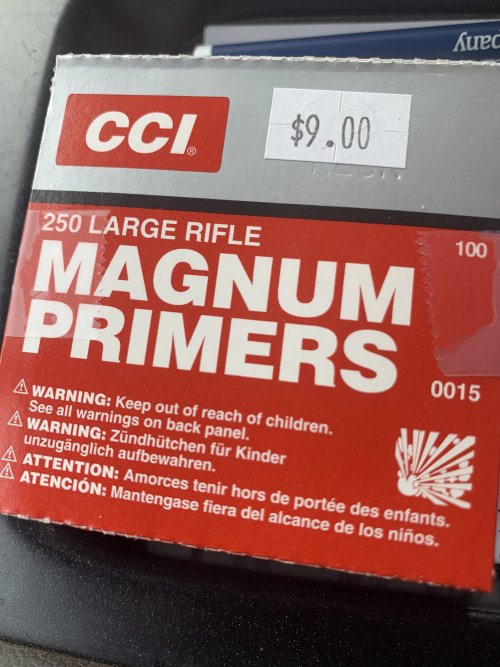 pany
CCI®
$9.00
250 LARGE RIFLE
100
MAGNUM
PRIMERS
0015
WARNING: Keep out of reach of children.
See all warnings on back panel.
WARNING: Zündhütchen für Kinder
unzugänglich aufbewahren.
ATTENTION: Amorces tenir hors de portée des enfants.
ATENCIÓN: Mantengase fiera del alcance de los niños.